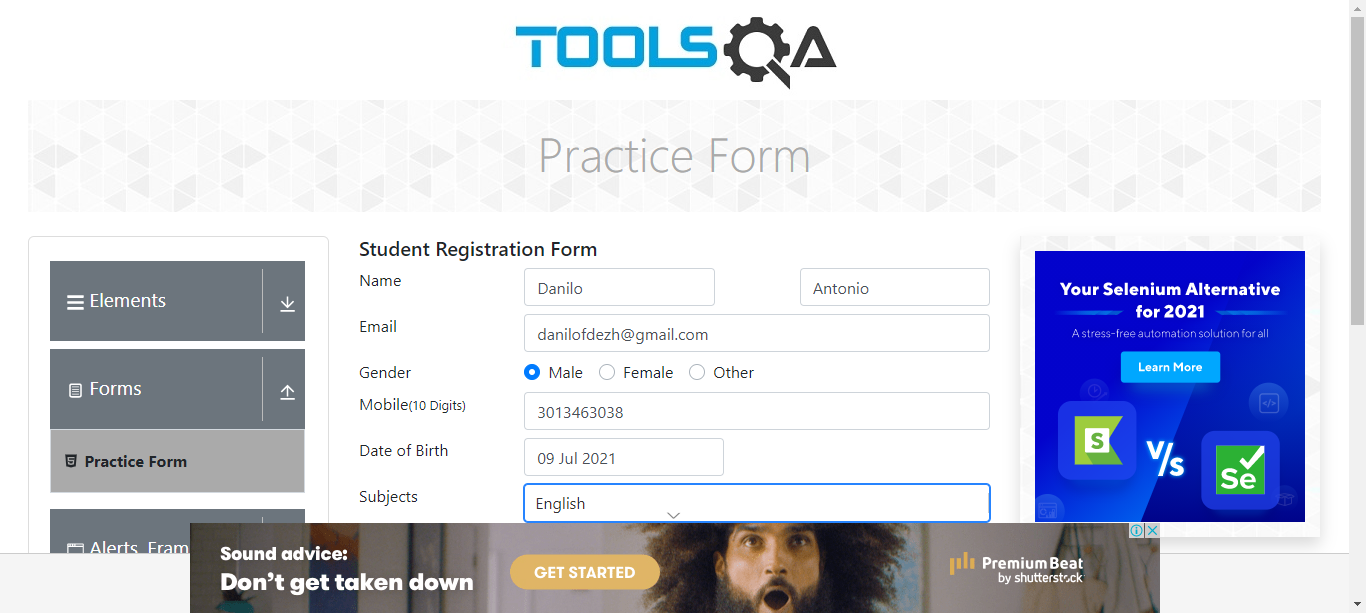 TOOLSQA
Practice Form
Elements
Forms
Practice Form
Student Registration Form
Name
Danilo
Antonio
Email
danilofdezh@gmail.com
Gender
Male
Female
Other
Mobile(10 Digits)
3013463038
Date of Birth
09 Jul 2021
Subjects
English
Your Selenium Alternative
for 2021
A stress-free automation solution for all
Learn More
S
V/s
Se
Alerts, Fram
Sound advice:
Don't get taken down
GET STARTED
PremiumBeat
by shutterstock